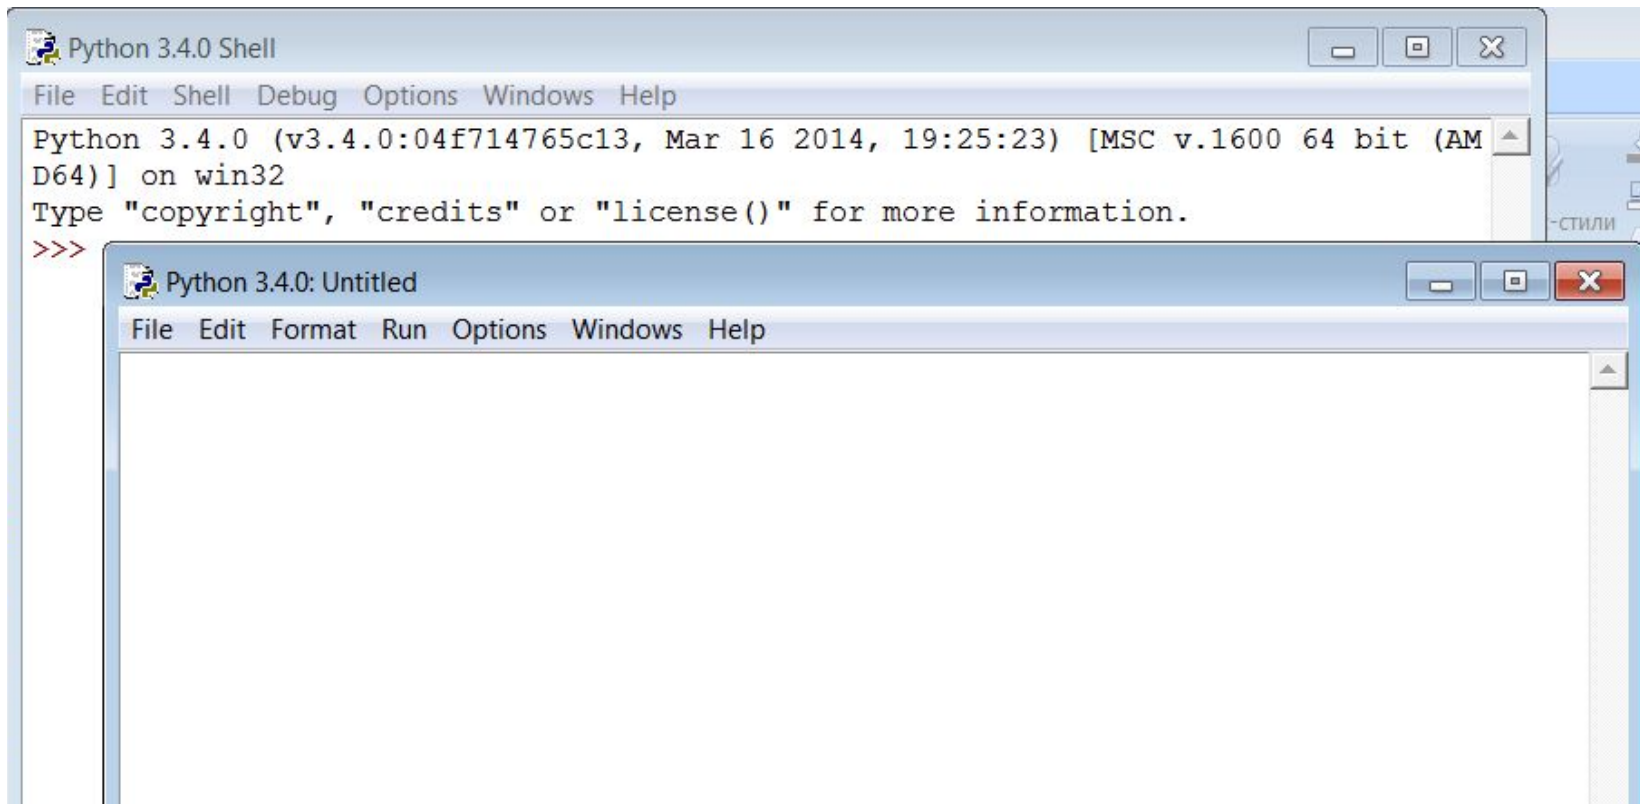 Python 3.4.0 Shell
File Edit Shell Debug Options Windows Help
Python 3.4.0 (v3.4.0:04f714765c13, Mar 16 2014, 19:25:23) [MSC v.1600 64 bit (AM
D64)] on win32
Type "copyright", "credits" or "license()" for more information.
>>>
-стили
Python 3.4.0: Untitled
File Edit Format Run Options Windows Help